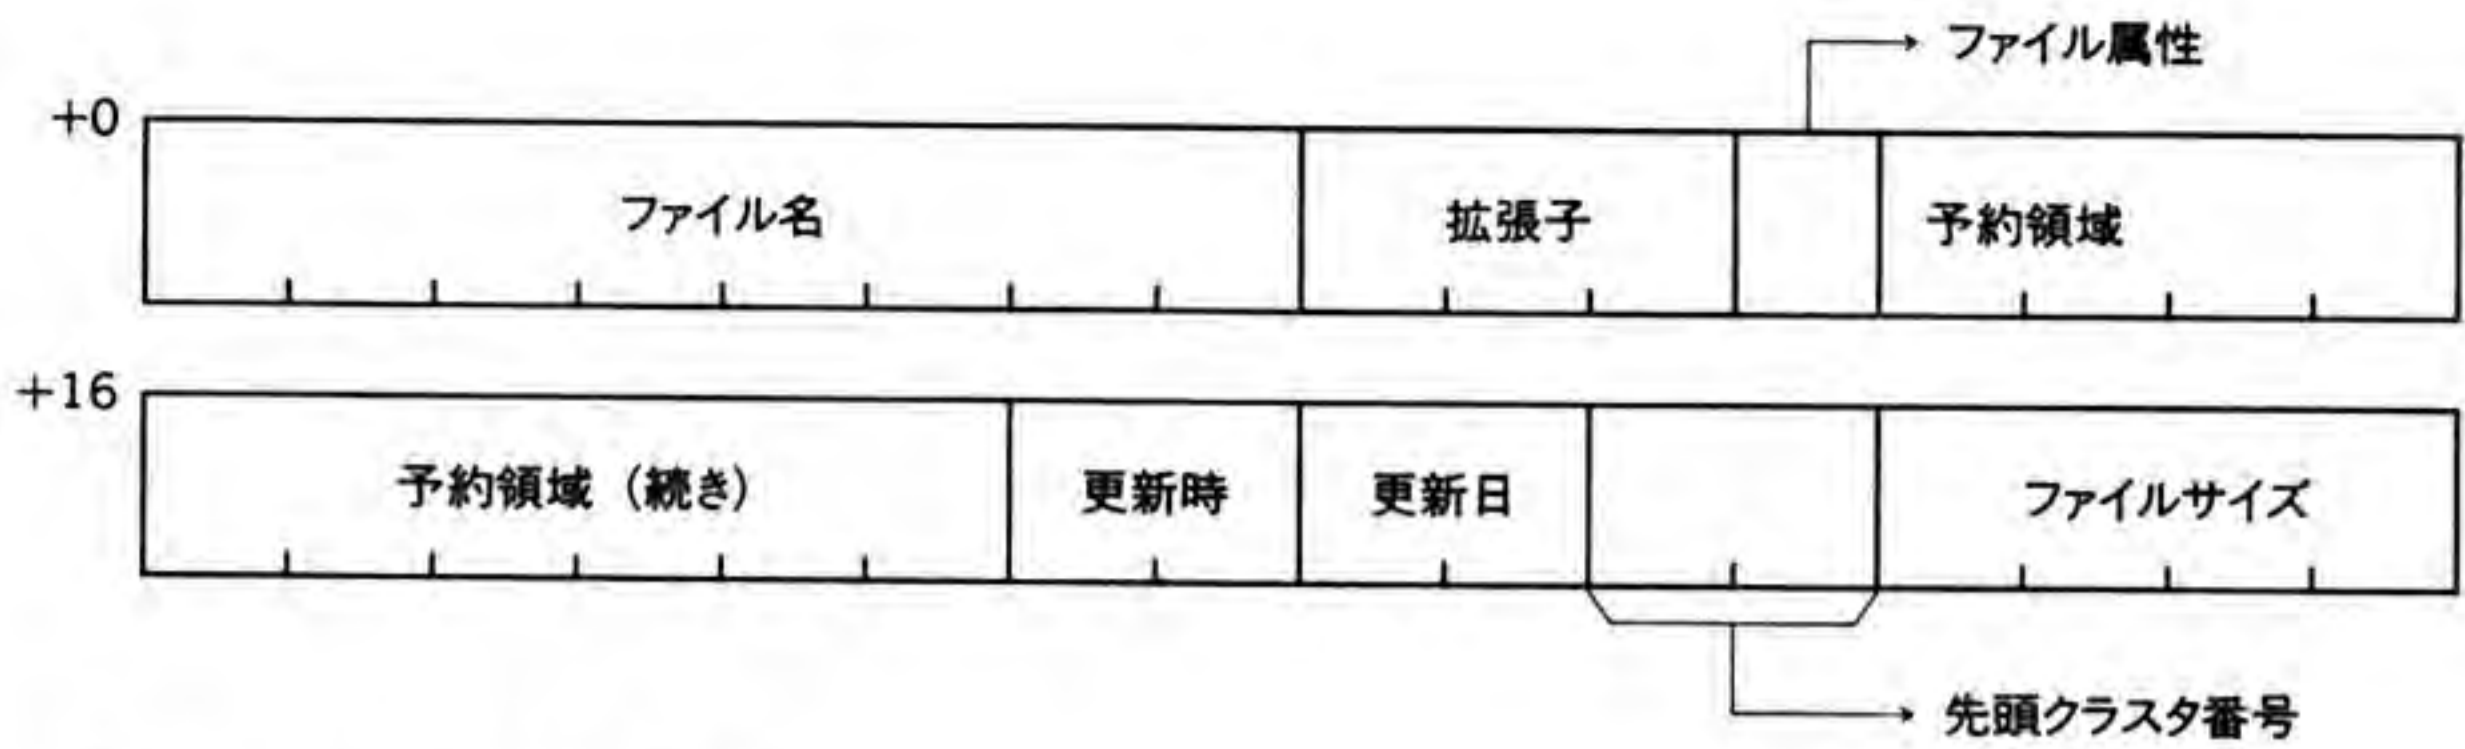 ファイル属性
+0
ファイル名 拡張子 予約領域
+16
予約領域（続き） 更新時 更新日 ファイルサイズ
先頭クラスタ番号